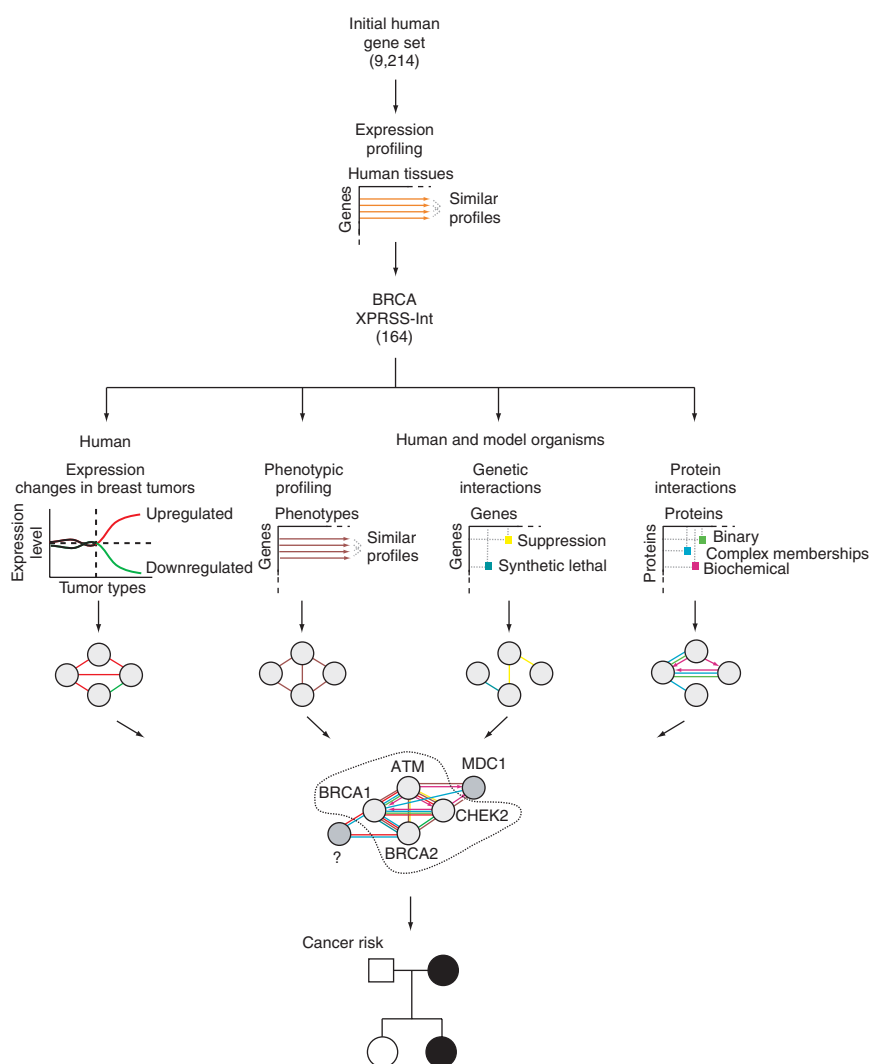 Initial human
gene set
(9,214)
Expression
profiling
Human tissues
Genes
Similar
profiles
BRCA
XPRSS-Int
(164)
Human
Human and model organisms
Expression
changes in breast tumors
Expression
level
Upregulated
Downregulated
Tumor types
Phenotypic
profiling
Phenotypes
Genes
Similar
profiles
Genetic
interactions
Genes
Genes
Suppression
Synthetic lethal
Protein
interactions
Proteins
Proteins
Binary
Complex memberships
Biochemical
ATM
MDC1
BRCA1
CHEK2
BRCA2
?
Cancer risk